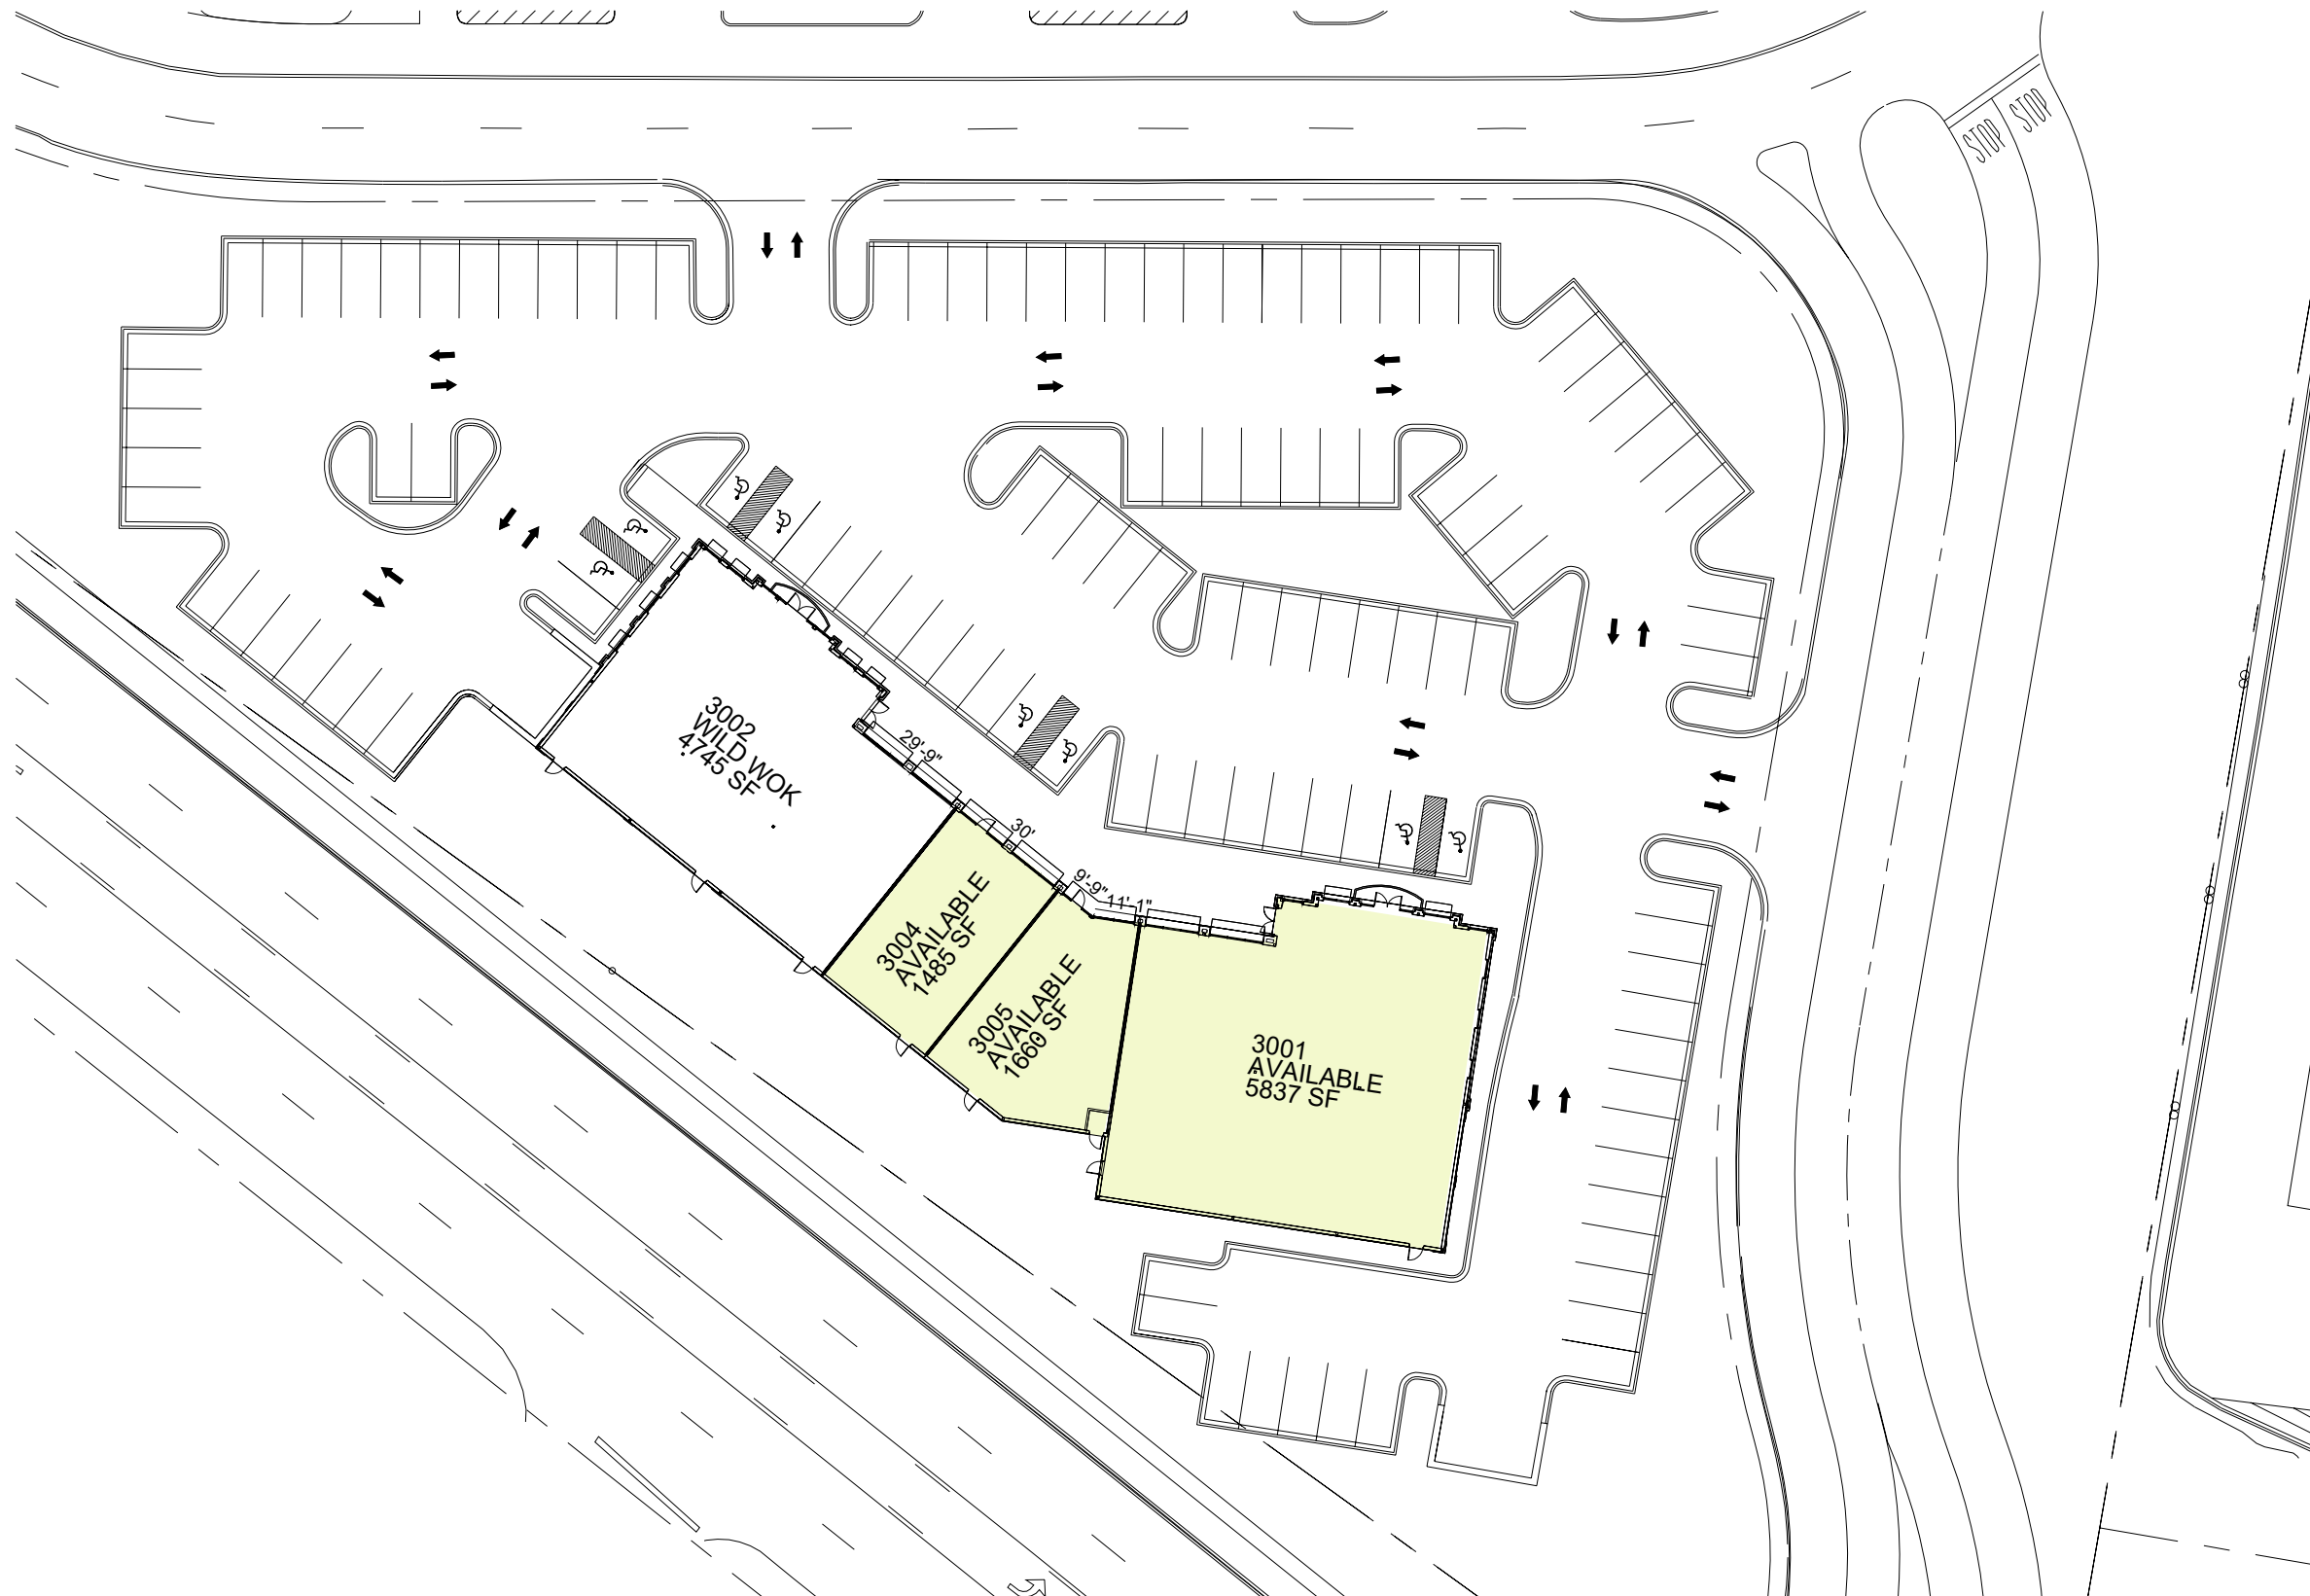 STOP
STOP
3002
WILD WOK
4745 SF
29'-9"
30'
9'-9"
11'-1"
3004
AVAILABLE
1485 SF
3005
AVAILABLE
1660 SF
3001
AVAILABLE
5837 SF